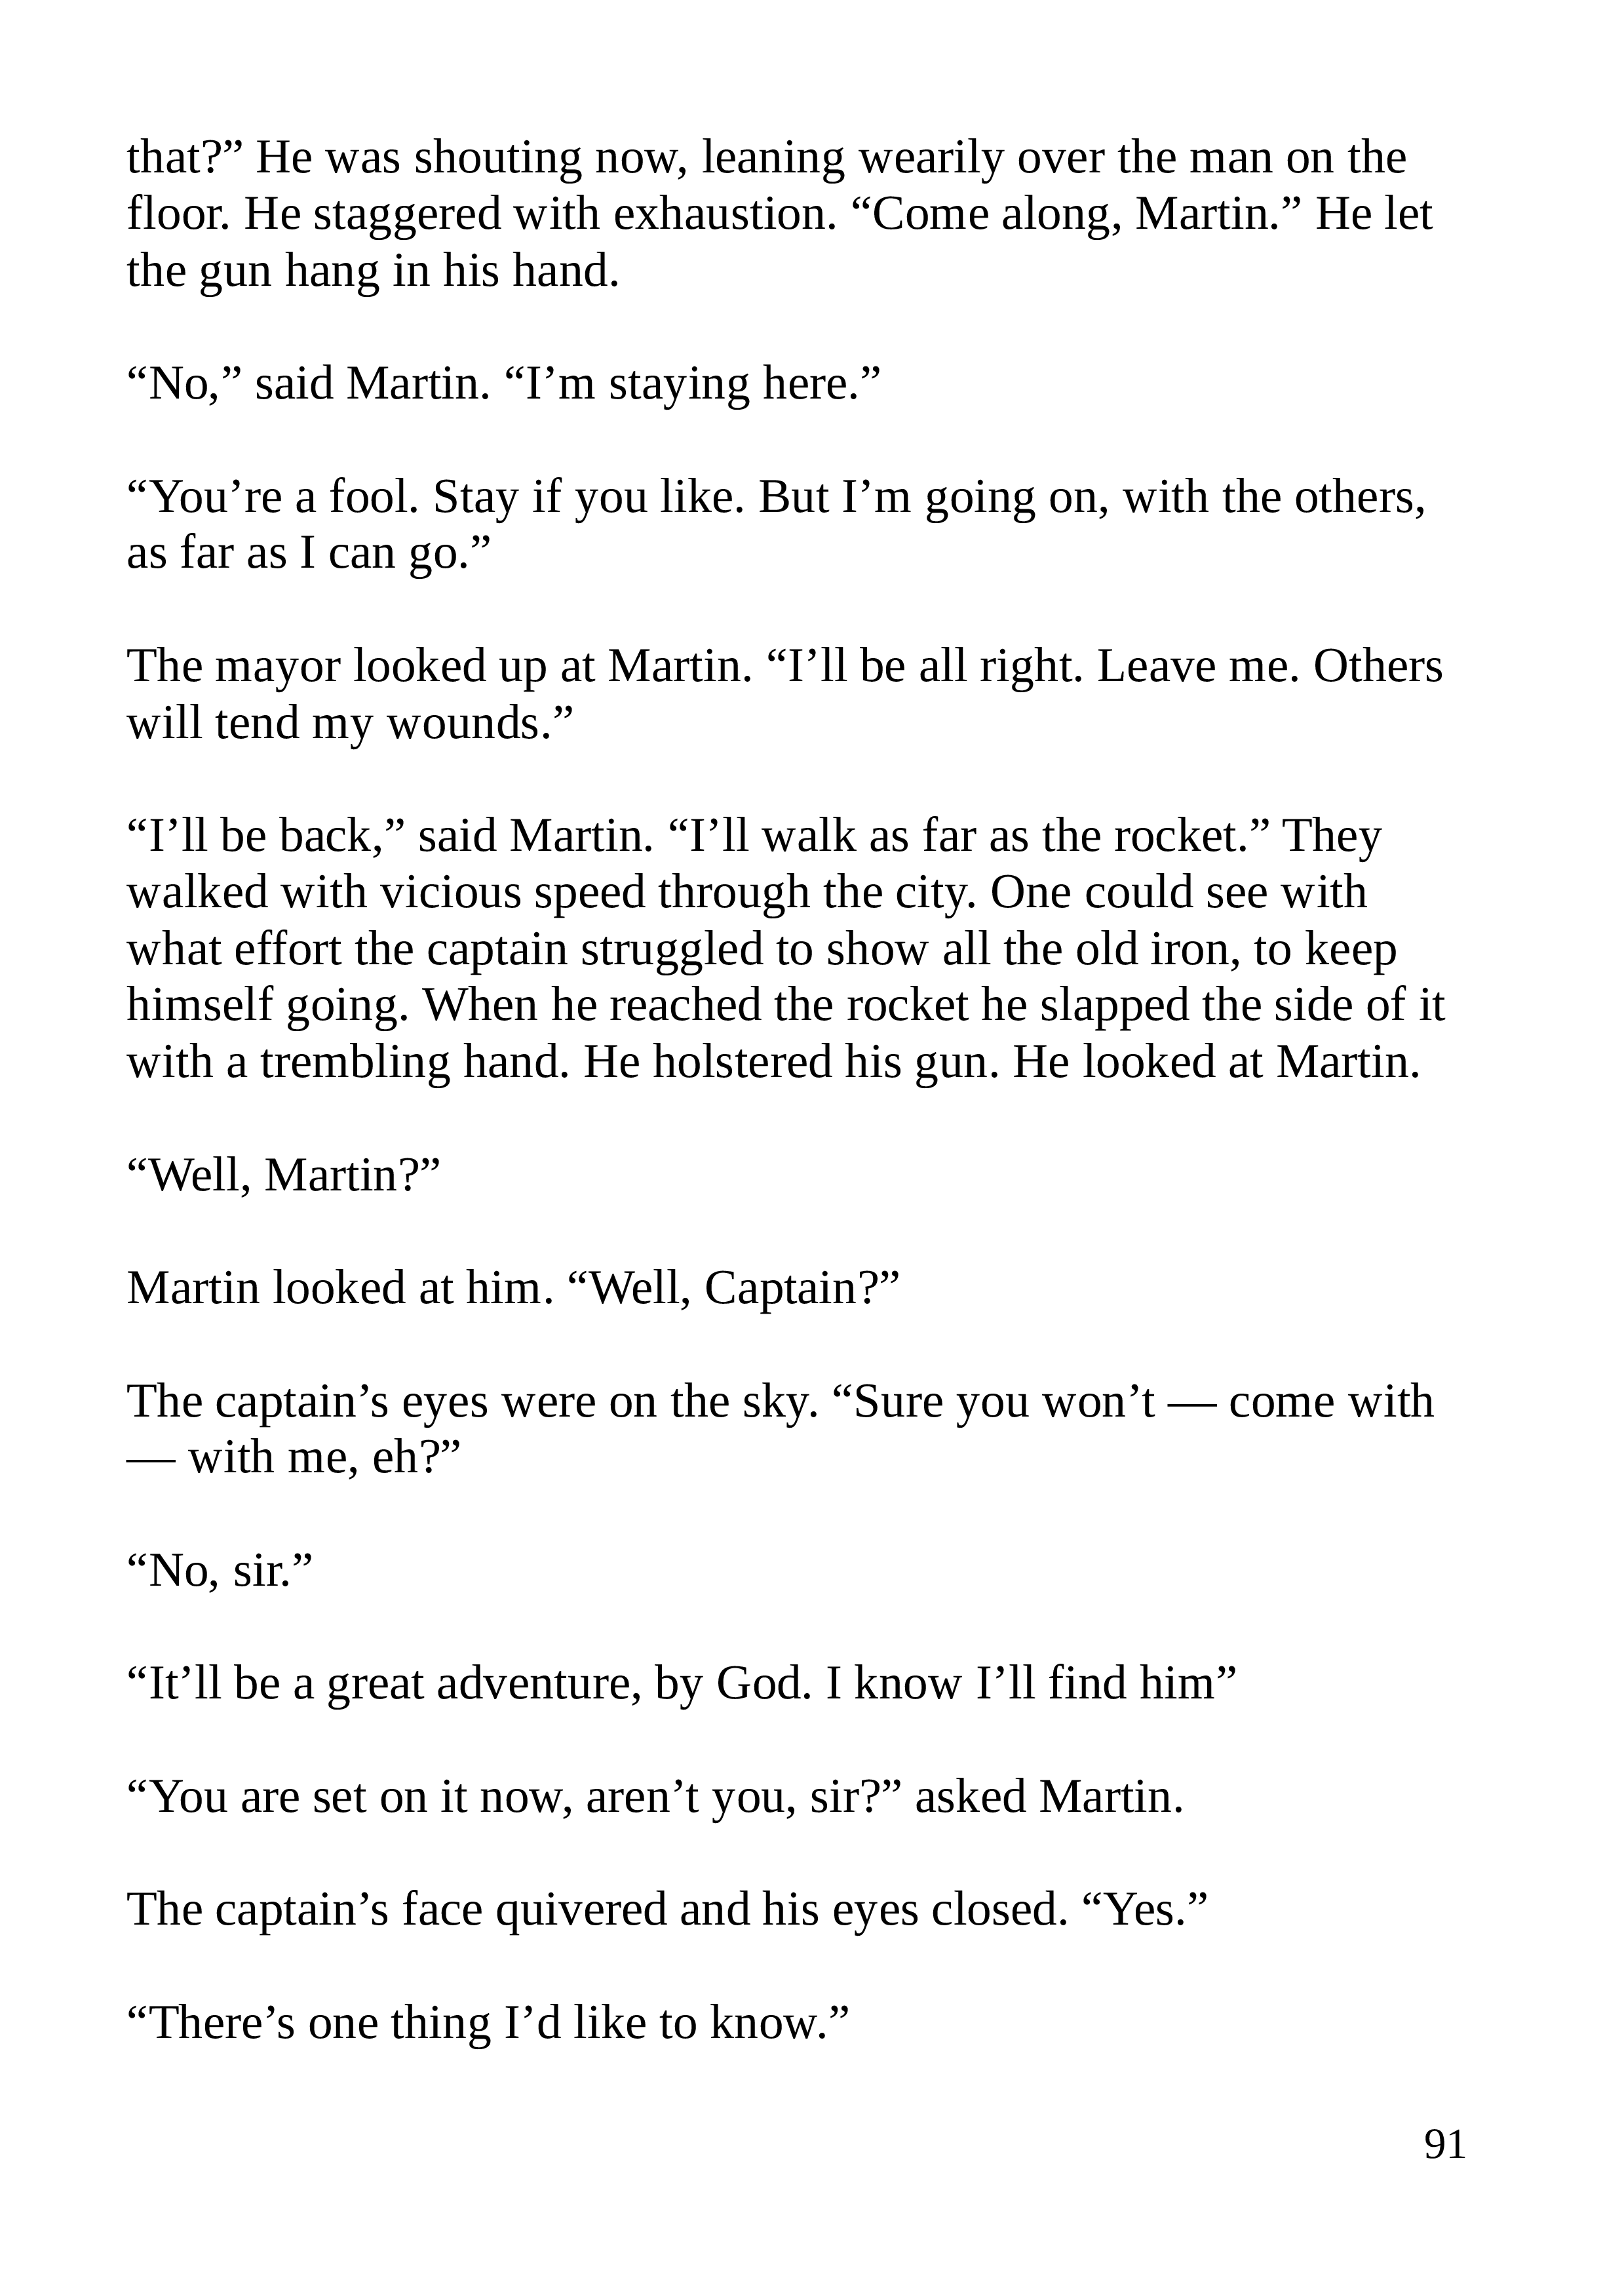 that?” He was shouting now, leaning wearily over the man on the
floor. He staggered with exhaustion. “Come along, Martin.” He let
the gun hang in his hand.
“No,” said Martin. “I’m staying here.”
“You’re a fool. Stay if you like. But I’m going on, with the others,
as far as I can go.”
The mayor looked up at Martin. “I’ll be all right. Leave me. Others
will tend my wounds.”
“I’ll be back,” said Martin. “I’ll walk as far as the rocket.” They
walked with vicious speed through the city. One could see with
what effort the captain struggled to show all the old iron, to keep
himself going. When he reached the rocket he slapped the side of it
with a trembling hand. He holstered his gun. He looked at Martin.
“Well, Martin?”
Martin looked at him. “Well, Captain?”
The captain’s eyes were on the sky. “Sure you won’t — come with
— with me, eh?”
“No, sir.”
“It’ll be a great adventure, by God. I know I’ll find him”
“You are set on it now, aren’t you, sir?” asked Martin.
The captain’s face quivered and his eyes closed. “Yes.”
“There’s one thing I’d like to know.”
91